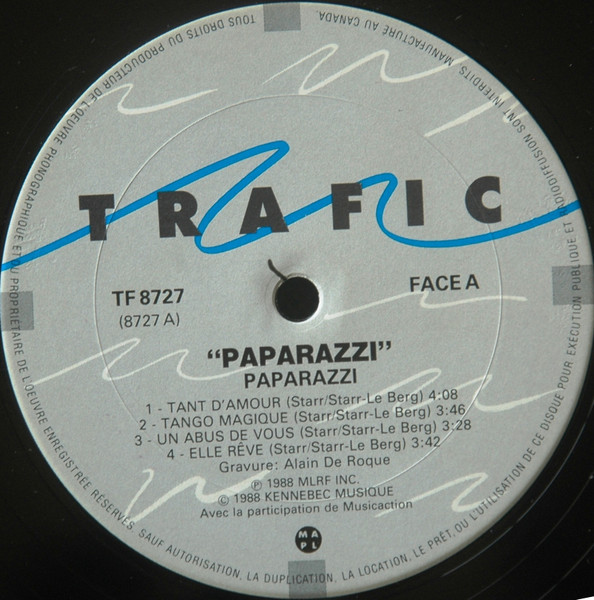 TRAFIC
TF 8727
(8727 A)
FACE A
"PAPARAZZI"
PAPARAZZI
1 - TANT D'AMOUR (Starr/Starr-Le Berg) 4:08
2 - TANGO MAGIQUE (Starr/Starr-Le Berg) 3:46
3 - UN ABUS DE VOUS (Starr/Starr-Le Berg) 3:28
4 - ELLE RÊVE (Starr/Starr-Le Berg) 3:42
Gravure: Alain De Roque
℗ 1988 MLRF INC.
© 1988 KENNEBEC MUSIQUE
Avec la participation de Musicaction
MAPL
TOUS DROITS DU PRODUCTEUR DE L'OEUVRE PHONOGRAPHIQUE ET DU PROPRIÉTAIRE DE L'OEUVRE ENREGISTRÉE RÉSERVÉS. SAUF AUTORISATION, LA DUPLICATION, LA LOCATION, LE PRÊT, OU L'UTILISATION DE CE DISQUE POUR EXÉCUTION PUBLIQUE ET RADIODIFFUSION SONT INTERDITS. MANUFACTURÉ AU CANADA.